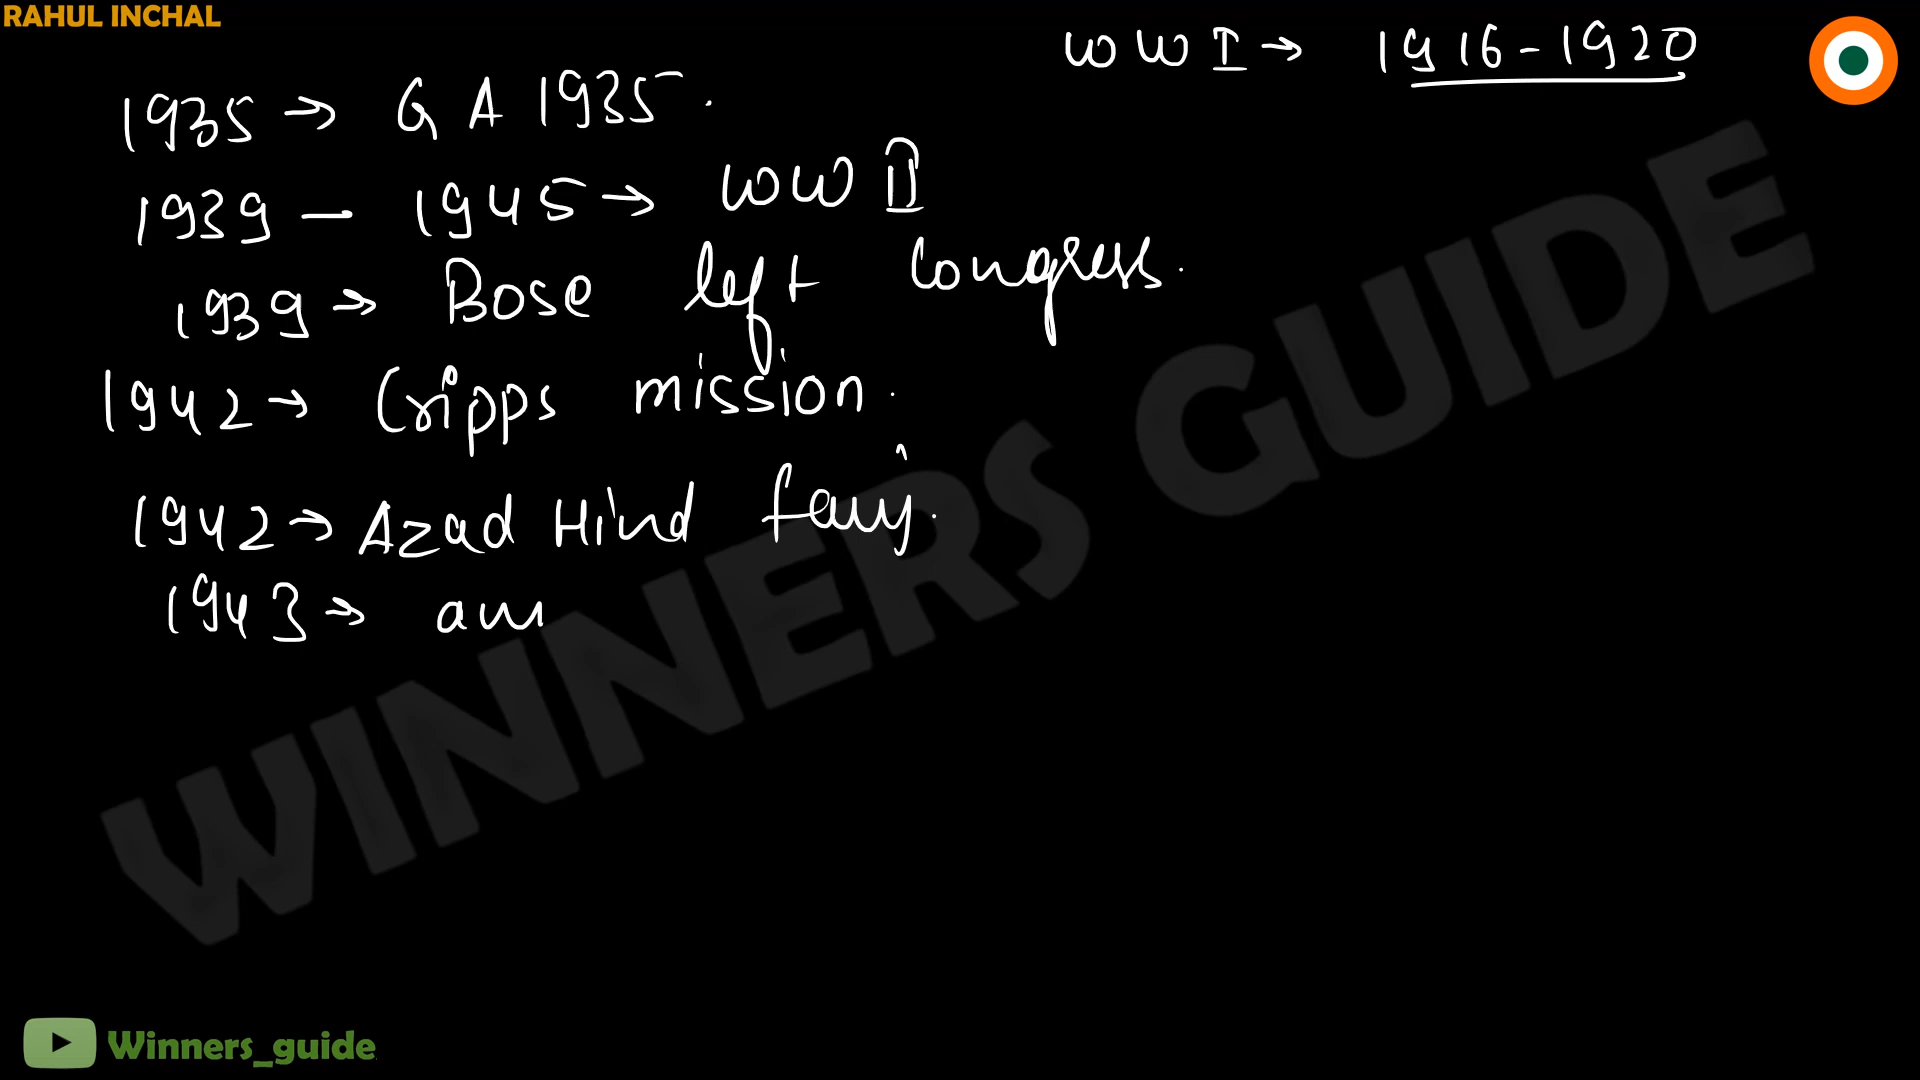 RAHUL INCHAL
WW I → 1916-1920
1935 → GA 1935.
1939 - 1945 → WW II
1939 → Bose left Congress.
1942 → Cripps mission.
1942 → Azad Hind fauj.
1943 →
WINNERS GUIDE
Winners_guide